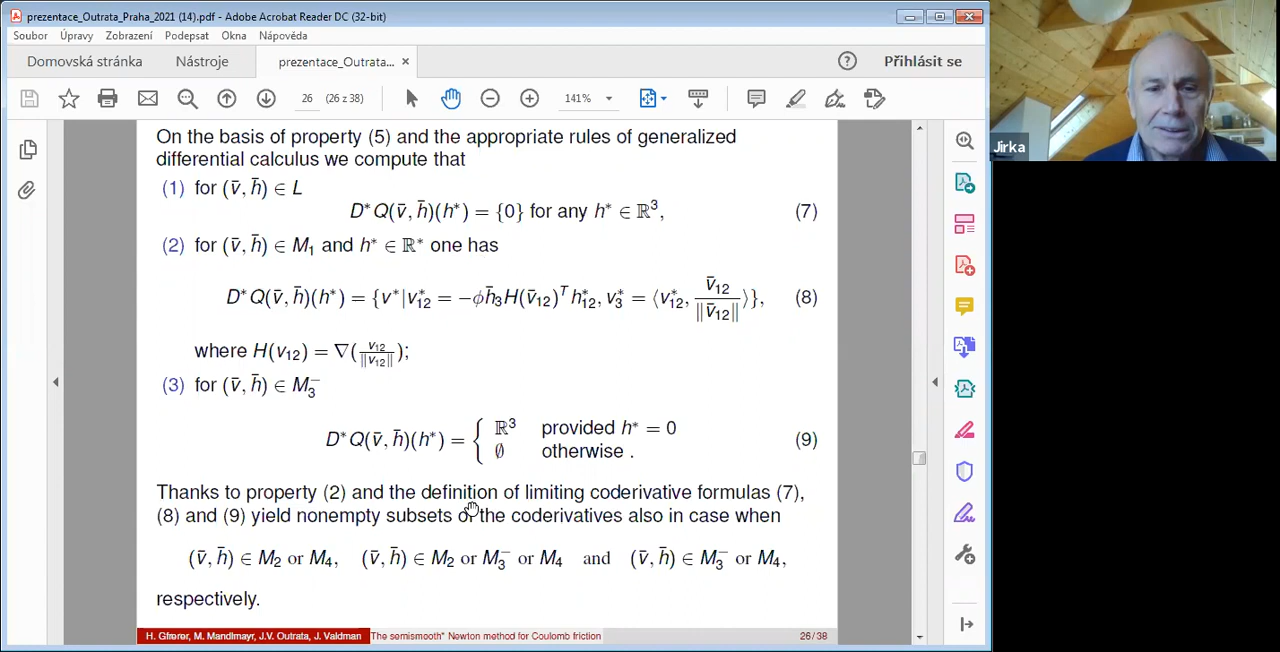 prezentace_Outrata_Praha_2021 (14).pdf - Adobe Acrobat Reader DC (32-bit)
Soubor Úpravy Zobrazení Podepsat Okna Nápověda
Domovská stránka Nástroje prezentace_Outrata... × Přihlásit se
26 (26 z 38) 141%
On the basis of property (5) and the appropriate rules of generalized
differential calculus we compute that
(1) for (v̄, h̄) ∈ L
D*Q(v̄, h̄)(h*) = {0} for any h* ∈ ℝ³, (7)
(2) for (v̄, h̄) ∈ M₁ and h* ∈ ℝ* one has
D*Q(v̄, h̄)(h*) = {v*|v*₁₂ = −ϕh̄₃H(v̄₁₂)ᵀh*₁₂, v*₃ = ⟨v*₁₂, v̄₁₂/‖v̄₁₂‖⟩}, (8)
where H(v₁₂) = ∇(v₁₂/‖v₁₂‖);
(3) for (v̄, h̄) ∈ M₃⁻
D*Q(v̄, h̄)(h*) = { ℝ³ provided h* = 0
∅ otherwise . (9)
Thanks to property (2) and the definition of limiting coderivative formulas (7),
(8) and (9) yield nonempty subsets of the coderivatives also in case when
(v̄, h̄) ∈ M₂ or M₄, (v̄, h̄) ∈ M₂ or M₃⁻ or M₄ and (v̄, h̄) ∈ M₃⁻ or M₄,
respectively.
H. Gfrerer, M. Mandlmayr, J.V. Outrata, J. Valdman The semismooth* Newton method for Coulomb friction 26/38
Jirka